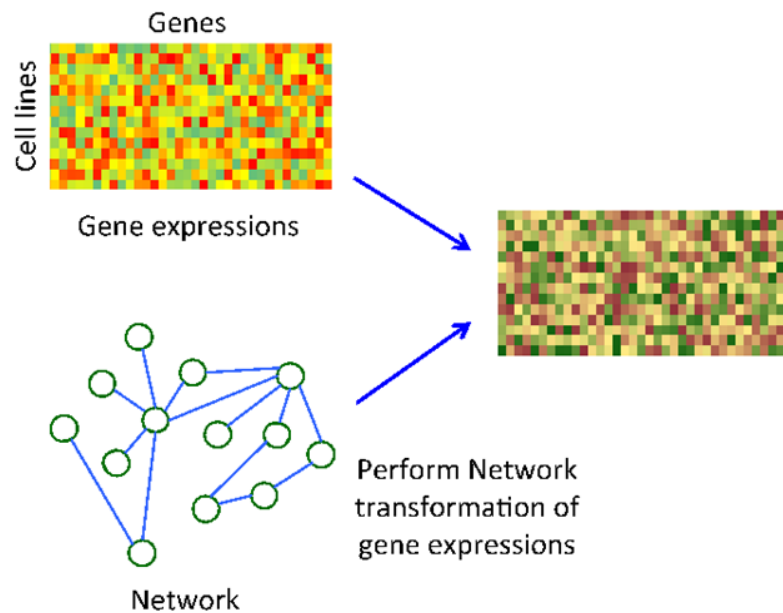 Genes
Cell lines
Gene expressions
Perform Network
transformation of
gene expressions
Network